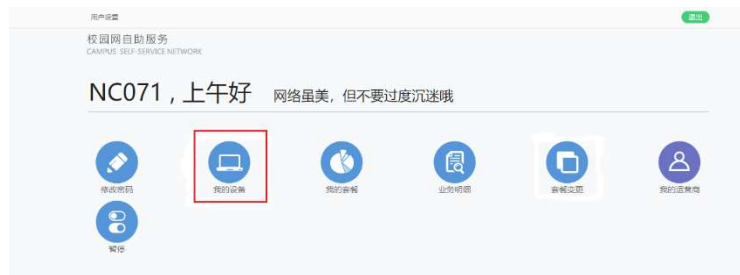 用户设置 退出
校园网自助服务
CAMPUS SELF-SERVICE NETWORK
NC071，上午好 网络虽美，但不要过度沉迷哦
修改密码 我的设备 我的套餐 业务明细 套餐变更 我的运营商
暂停